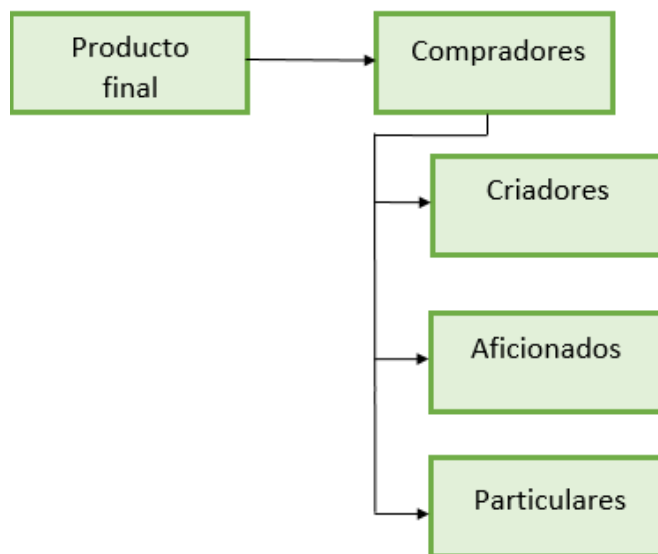 Producto
final
Compradores
Criadores
Aficionados
Particulares